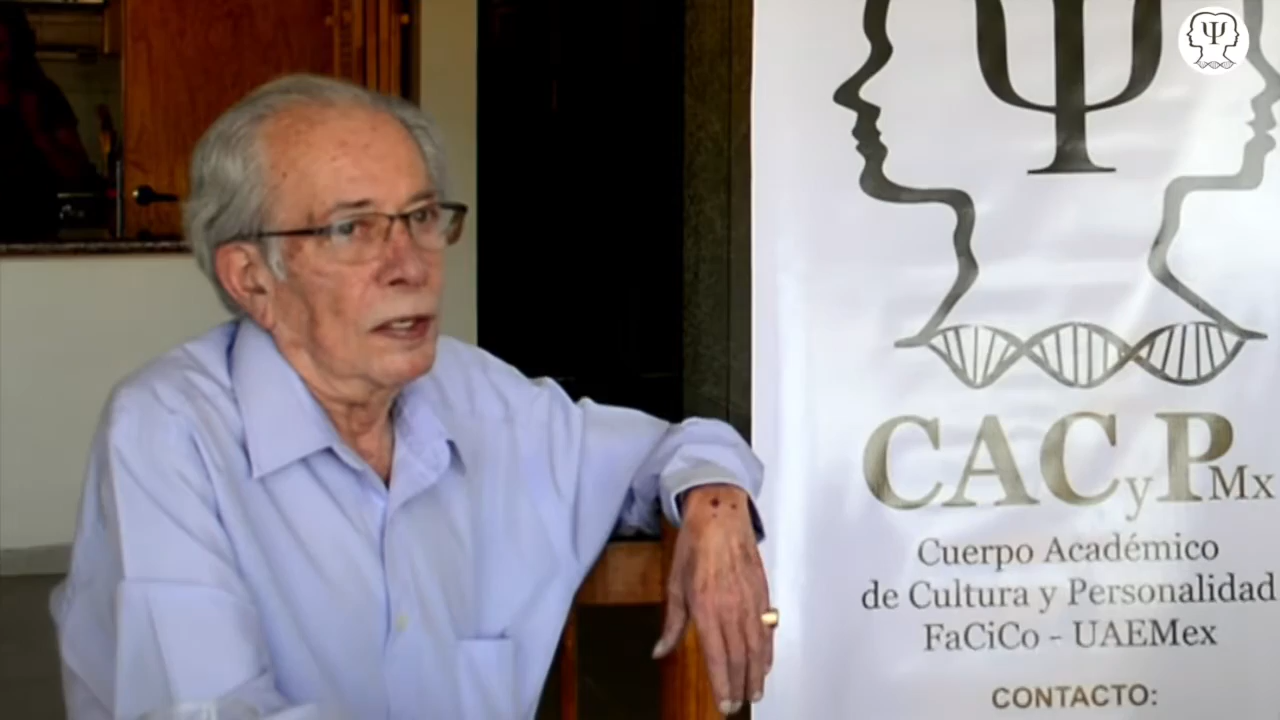 Ψ
Ψ
CACyPMx
Cuerpo Académico
de Cultura y Personalidad
FaCiCo - UAEMex
CONTACTO: